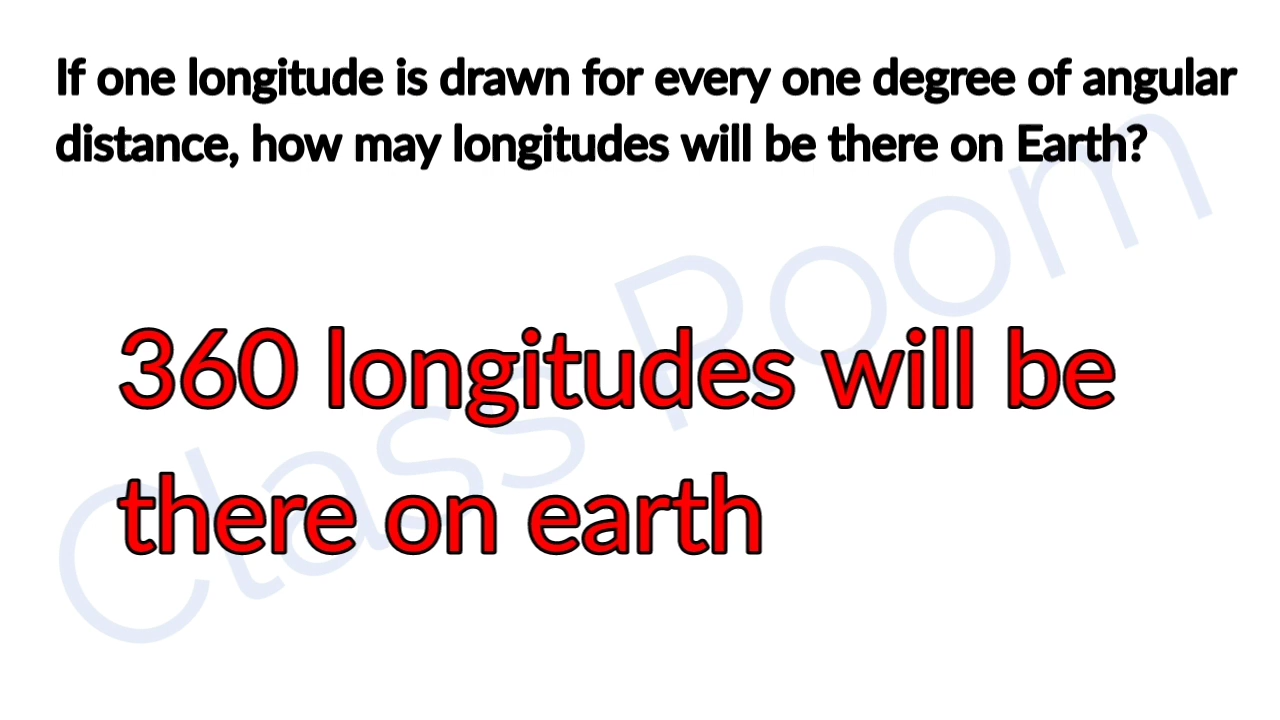 If one longitude is drawn for every one degree of angular
distance, how may longitudes will be there on Earth?
360 longitudes will be
there on earth
Class Room